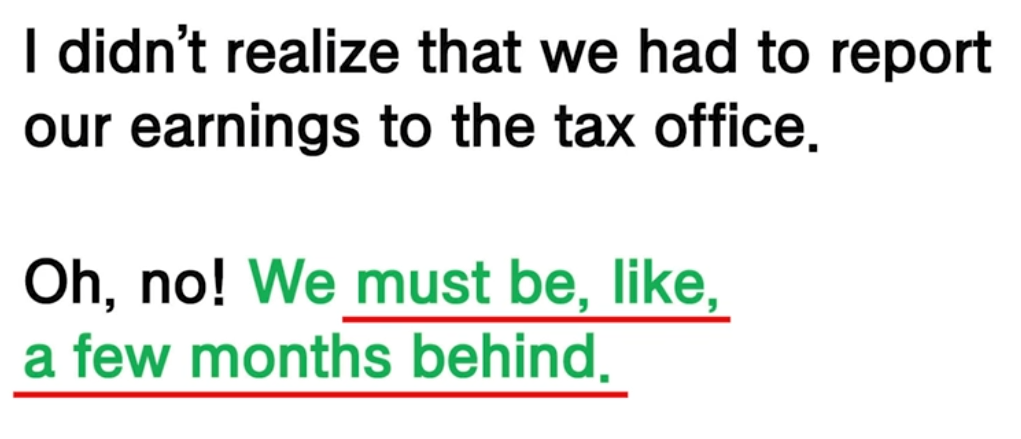 I didn’t realize that we had to report
our earnings to the tax office.
Oh, no! We must be, like,
a few months behind.